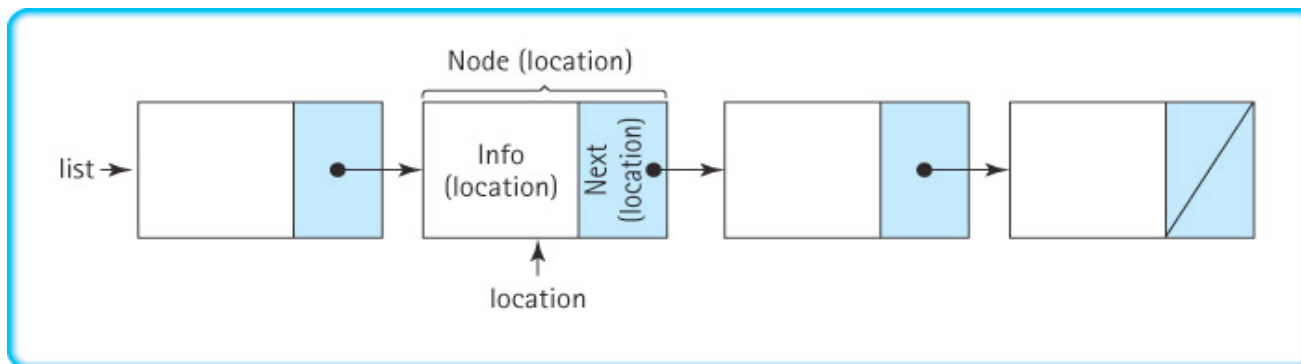 Node (location)
list
Info
(location)
Next
(location)
location